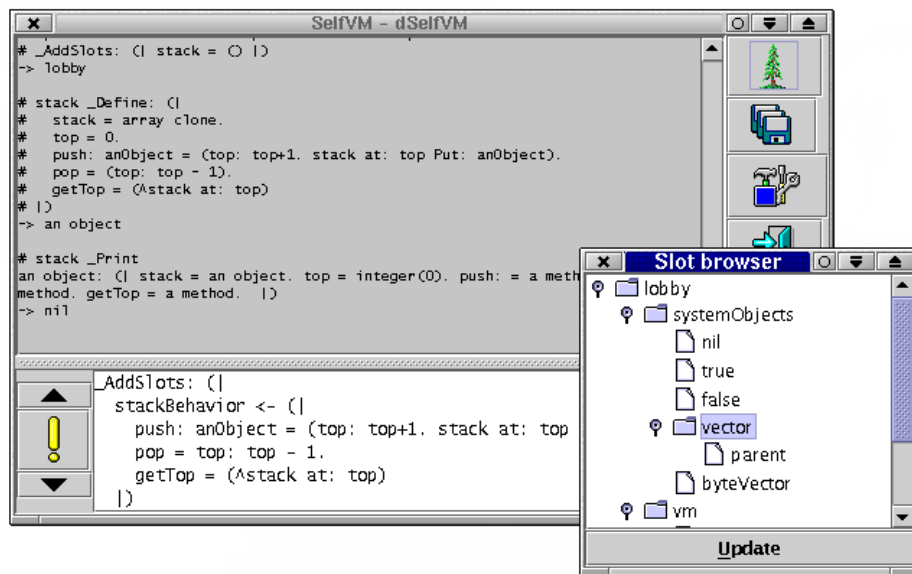 SelfVM - dSelfVM
# _AddSlots: (| stack = () |)
-> lobby
# stack _Define: (|
#   stack = array clone.
#   top = 0.
#   push: anObject = (top: top+1. stack at: top Put: anObject).
#   pop = (top: top - 1).
#   getTop = (^stack at: top)
# |)
-> an object
# stack _Print
an object: (| stack = an object. top = integer(0). push: = a meth
method. getTop = a method.  |)
-> nil
_AddSlots: (|
stackBehavior <- (|
push: anObject = (top: top+1. stack at: top
pop = top: top - 1.
getTop = (^stack at: top)
|)
Slot browser
lobby
systemObjects
nil
true
false
vector
parent
byteVector
vm
Update